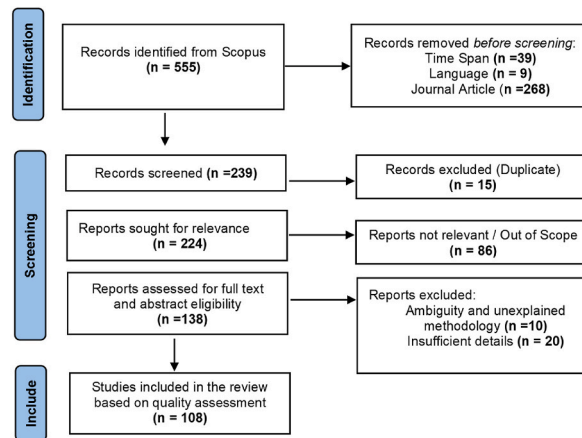 Identification
Records identified from Scopus
(n = 555)
Records removed before screening:
Time Span (n =39)
Language (n = 9)
Journal Article (n =268)
Screening
Records screened (n =239)
Records excluded (Duplicate)
(n = 15)
Reports sought for relevance
(n = 224)
Reports not relevant / Out of Scope
(n = 86)
Reports assessed for full text
and abstract eligibility
(n =138)
Reports excluded:
Ambiguity and unexplained
methodology (n =10)
Insufficient details (n = 20)
Include
Studies included in the review
based on quality assessment
(n = 108)